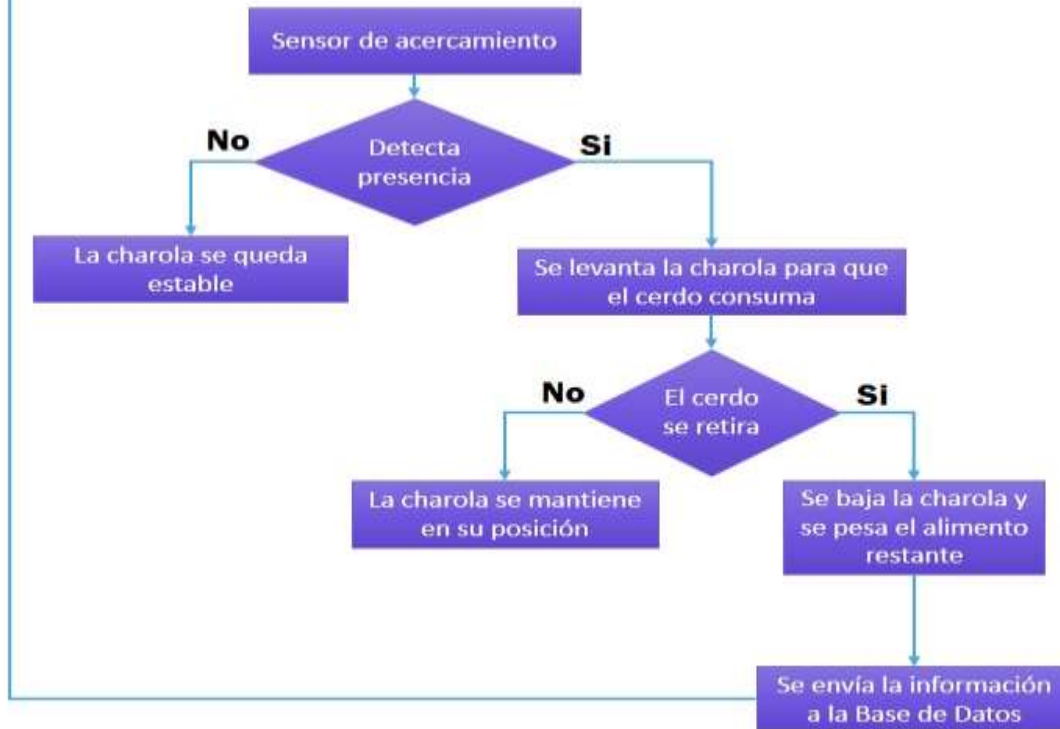 Sensor de acercamiento
No
Si
Detecta
presencia
La charola se queda
estable
Se levanta la charola para que
el cerdo consuma
No
Si
El cerdo
se retira
La charola se mantiene
en su posición
Se baja la charola y
se pesa el alimento
restante
Se envía la información
a la Base de Datos